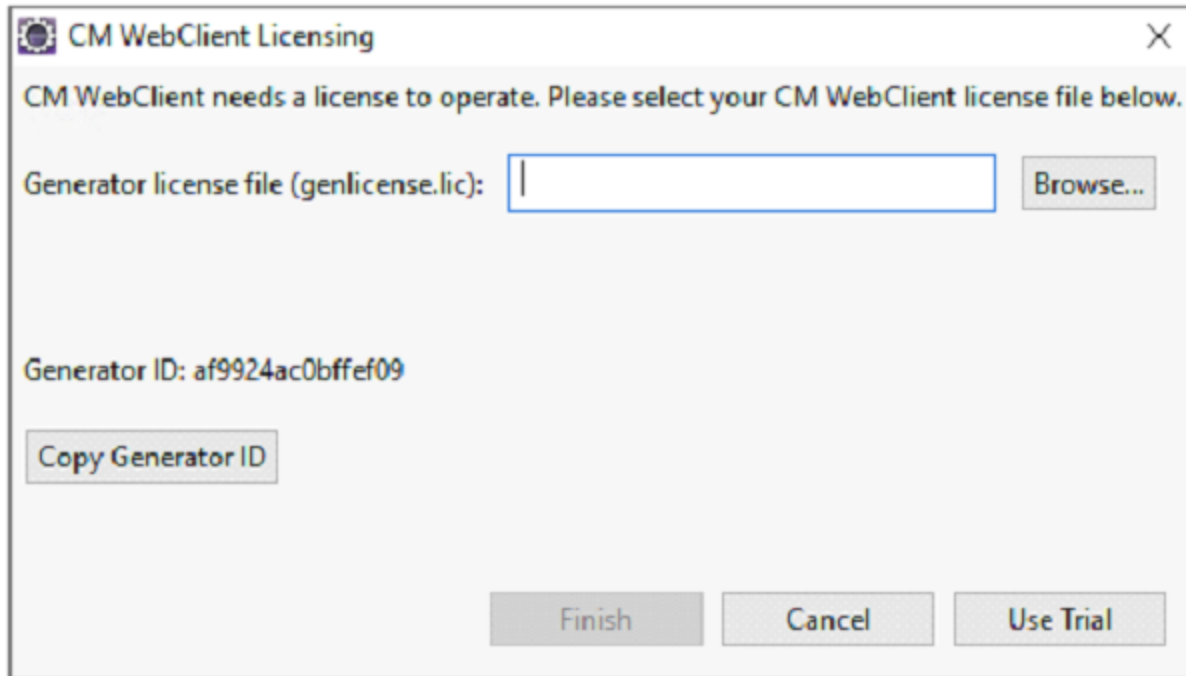 CM WebClient Licensing
CM WebClient needs a license to operate. Please select your CM WebClient license file below.
Generator license file (genlicense.lic): Browse...
Generator ID: af9924ac0bffef09
Copy Generator ID
Finish Cancel Use Trial